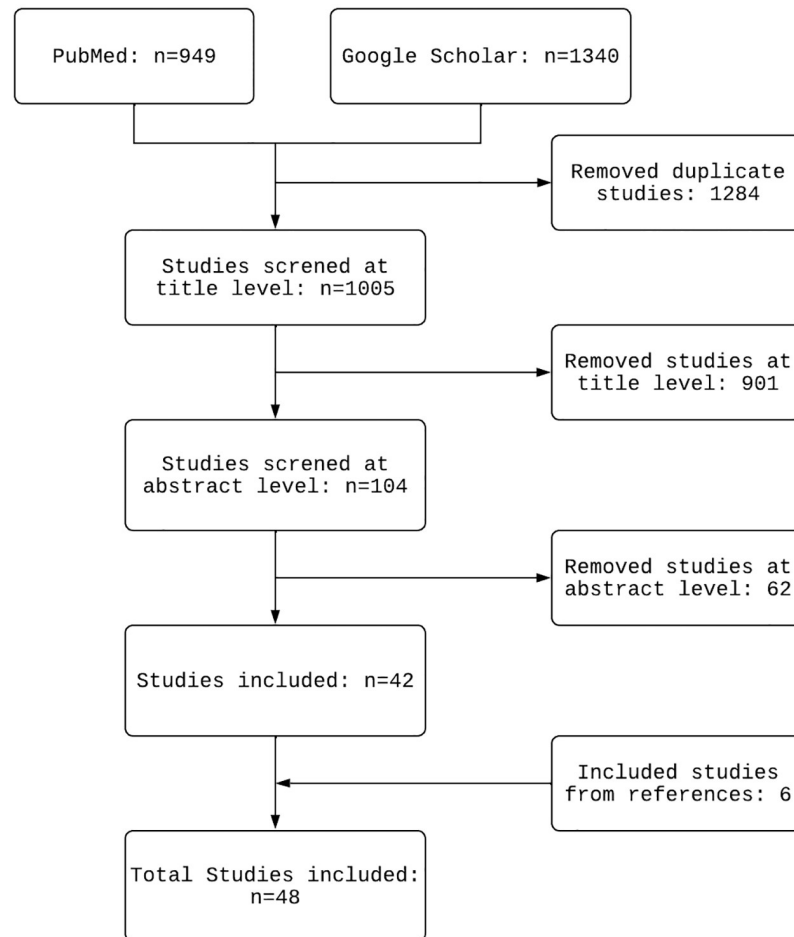 PubMed: n=949
Google Scholar: n=1340
Removed duplicate
studies: 1284
Studies screned at
title level: n=1005
Removed studies at
title level: 901
Studies screned at
abstract level: n=104
Removed studies at
abstract level: 62
Studies included: n=42
Included studies
from references: 6
Total Studies included:
n=48